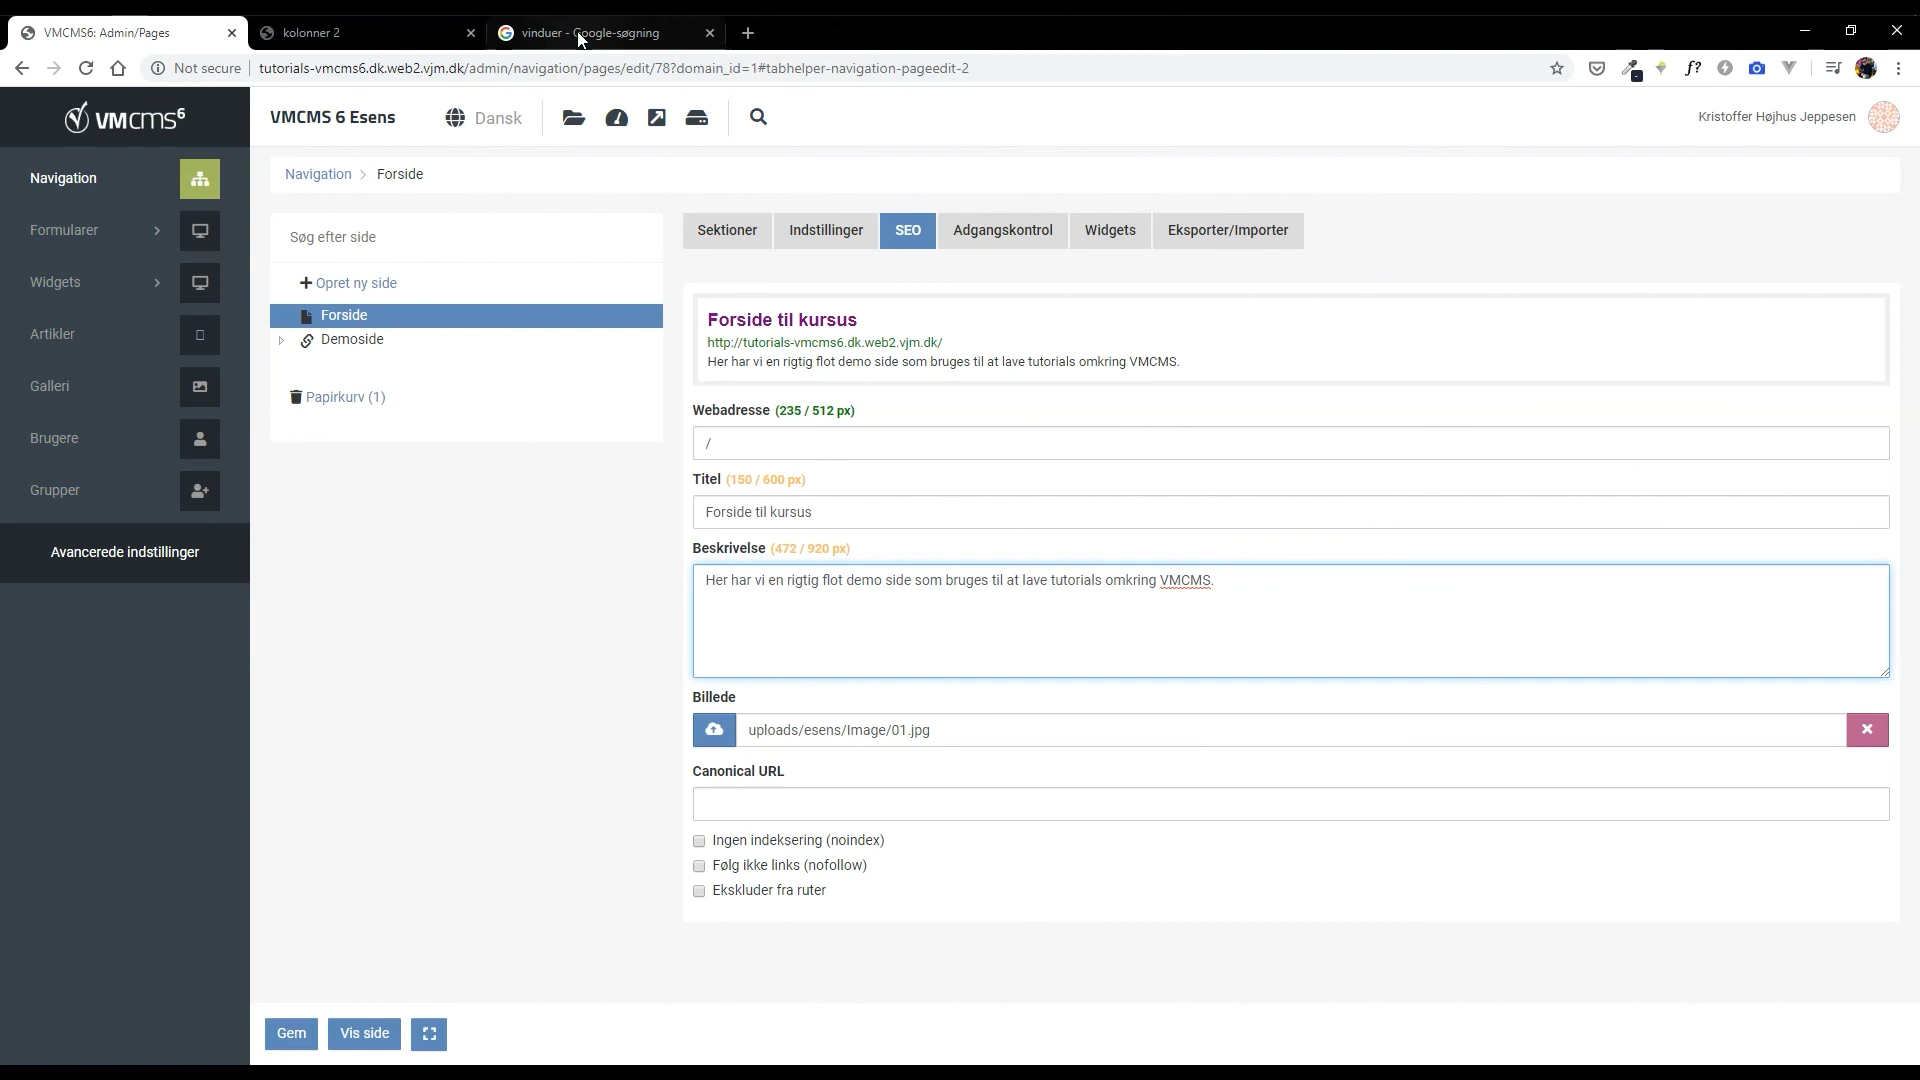 VMCMS6: Admin/Pages
kolonner 2
vinduer - Google-søgning
Not secure
tutorials-vmcms6.dk.web2.vjm.dk/admin/navigation/pages/edit/78?domain_id=1#tabhelper-navigation-pageedit-2
f?
VMcms6
VMCMS 6 Esens
Dansk
Kristoffer Højhus Jeppesen
Navigation
Formularer
Widgets
Artikler
Galleri
Brugere
Grupper
Avancerede indstillinger
Navigation > Forside
Søg efter side
Opret ny side
Forside
Demoside
Papirkurv (1)
Sektioner
Indstillinger
SEO
Adgangskontrol
Widgets
Eksporter/Importer
Forside til kursus
http://tutorials-vmcms6.dk.web2.vjm.dk/
Her har vi en rigtig flot demo side som bruges til at lave tutorials omkring VMCMS.
Webadresse (235 / 512 px)
/
Titel (150 / 600 px)
Forside til kursus
Beskrivelse (472 / 920 px)
Her har vi en rigtig flot demo side som bruges til at lave tutorials omkring VMCMS.
Billede
uploads/esens/Image/01.jpg
Canonical URL
Ingen indeksering (noindex)
Følg ikke links (nofollow)
Ekskluder fra ruter
Gem
Vis side